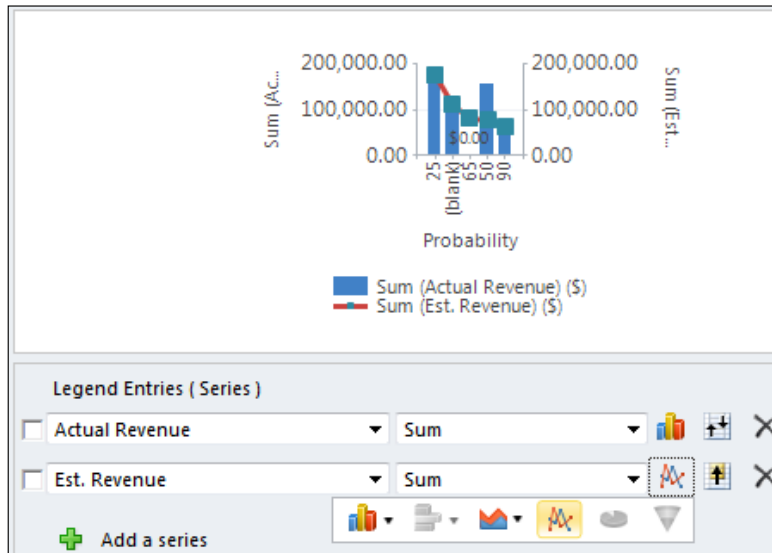 200,000.00
100,000.00
0.00
Sum (Ac...
200,000.00
100,000.00
0.00
Sum (Est...
$0.00
25
(blank)
65
50
90
Probability
Sum (Actual Revenue) ($)
Sum (Est. Revenue) ($)
Legend Entries ( Series )
Actual Revenue Sum
Est. Revenue Sum
Add a series